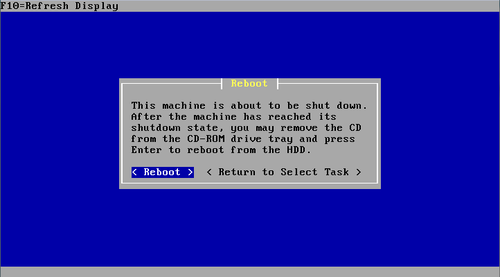 F10=Refresh Display
Reboot
This machine is about to be shut down.
After the machine has reached its
shutdown state, you may remove the CD
from the CD-ROM drive tray and press
Enter to reboot from the HDD.
< Reboot > < Return to Select Task >